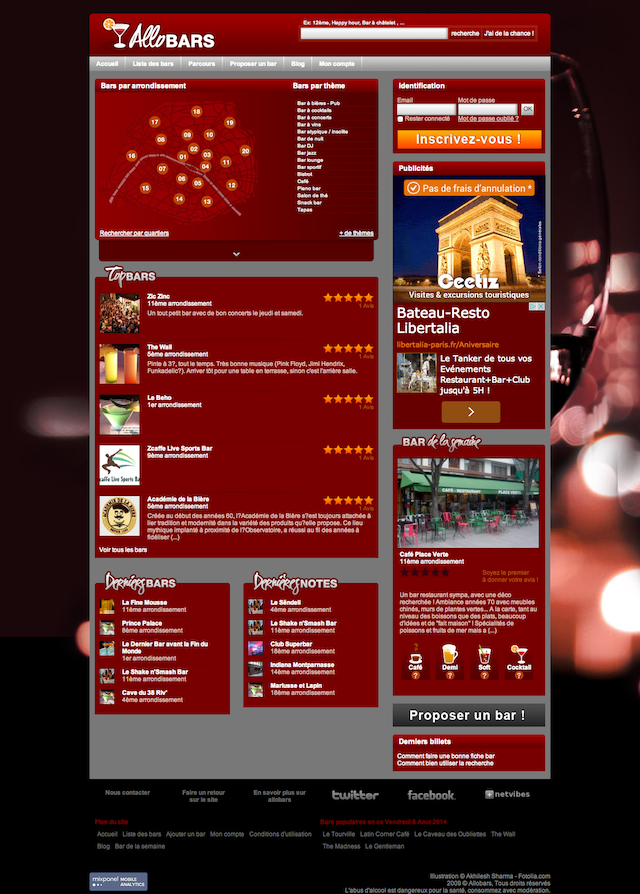 AlloBARS
Ex: 12ème, Happy hour, Bar à châtelet , ...
recherche J'ai de la chance !
Accueil Liste des bars Parcours Proposer un bar Blog Mon compte
Bars par arrondissement
18
17
19
09
10
08
20
02
16
01
03
11
04
07
06
05
12
15
03
14
13
Rechercher par quartiers
Bars par thème
Bar à bières - Pub
Bar à cocktails
Bar à concerts
Bar à vins
Bar atypique / insolite
Bar de nuit
Bar DJ
Bar jazz
Bar lounge
Bar sportif
Bistrot
Café
Piano bar
Salon de thé
Snack bar
Tapas
+ de thèmes
Identification
Email Mot de passe
OK
Rester connecté Mot de passe oublié ?
Inscrivez-vous !
Publicités
Pas de frais d'annulation *
Ceetiz
Visites & excursions touristiques
Bateau-Resto
Libertalia
libertalia-paris.fr/Aniversaire
Le Tanker de tous vos
Evénements
Restaurant+Bar+Club
jusqu'à 5H !
TopBARS
Zic Zinc
11ème arrondissement
Un tout petit bar avec de bon concerts le jeudi et samedi.
1 Avis
The Wall
5ème arrondissement
Pinte à 3?, tout le temps. Très bonne musique (Pink Floyd, Jimi Hendrix,
Funkadelic?). Arriver tôt pour une table en terrasse, sinon c'est l'arrière salle.
1 Avis
Le Beho
1er arrondissement
1 Avis
Zcaffe Live Sports Bar
9ème arrondissement
1 Avis
Zcaffe Live Sports
Académie de la Bière
5ème arrondissement
Créée au début des années 60, l?Académie de la Bière s?est toujours attachée à
lier tradition et modernité dans la variété des produits qu?elle propose. Ce lieu
mythique implanté à proximité de l?Observatoire, a réussi au fil des années à
fidéliser (...)
1 Avis
Voir tous les bars
DerniersBARS
La Fine Mousse
11ème arrondissement
Prince Palace
8ème arrondissement
Le Dernier Bar avant la Fin du
Monde
1er arrondissement
Le Shake n'Smash Bar
11ème arrondissement
Cave du 38 Riv'
4ème arrondissement
DernièresNOTES
Le Sêndeli
4ème arrondissement
Le Shake n'Smash Bar
11ème arrondissement
Club Superbar
18ème arrondissement
Indiana Montparnasse
14ème arrondissement
Marlusse et Lapin
18ème arrondissement
BAR de la semaine
CAFÉ RESTAURANT PLACE VERTE
Café Place Verte
11ème arrondissement
Soyez le premier
à donner votre avis !
Un bar restaurant sympa, avec une déco
recherchée ! Ambiance années 70 avec meubles
chinés, murs de plantes vertes... A la carte, tant au
niveau des boissons que des plats, beaucoup
d'idées et de "fait maison" ! Spécialités de
poissons et fruits de mer mais a (...)
Café Demi Soft Cocktail
? ? ? ?
Proposer un bar !
Derniers billets
Comment faire une bonne fiche bar
Comment bien utiliser la recherche
Nous contacter
Faire un retour
sur le site
En savoir plus sur
allobars
twitter
facebook
netvibes
Plan du site
Accueil Liste des bars Ajouter un bar Mon compte Conditions d'utilisation
Blog Bar de la semaine
Bars populaires en ce Vendredi 8 Aout 2014
Le Tourville Latin Corner Café Le Caveau des Oubliettes The Wall
The Madness Le Gentleman
mixpanel MOBILE
ANALYTICS
Illustration © Akhilesh Sharma - Fotolia.com
2009 © Allobars, Tous droits réservés
L'abus d'alcool est dangereux pour la santé, consommez avec modération.